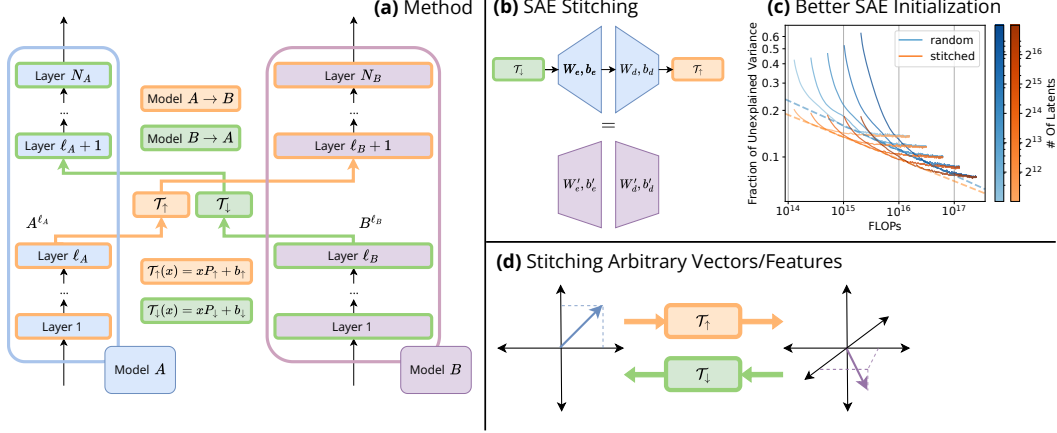 (a) Method
Layer N_A
...
Layer ℓ_A + 1
A^{ℓ_A}
Layer ℓ_A
...
Layer 1
Model A
Model A → B
Model B → A
𝒯↑
𝒯↓
𝒯↑(x) = xP↑ + b↑
𝒯↓(x) = xP↓ + b↓
Layer N_B
...
Layer ℓ_B + 1
B^{ℓ_B}
Layer ℓ_B
...
Layer 1
Model B
(b) SAE Stitching
𝒯↓
W_e, b_e
W_d, b_d
𝒯↑
=
W'_e, b'_e
W'_d, b'_d
(c) Better SAE Initialization
Fraction of Unexplained Variance
0.6
0.4
0.3
0.2
0.1
random
stitched
10^14
10^15
10^16
10^17
FLOPs
2^16
2^15
2^14
2^13
2^12
# Of Latents
(d) Stitching Arbitrary Vectors/Features
𝒯↑
𝒯↓